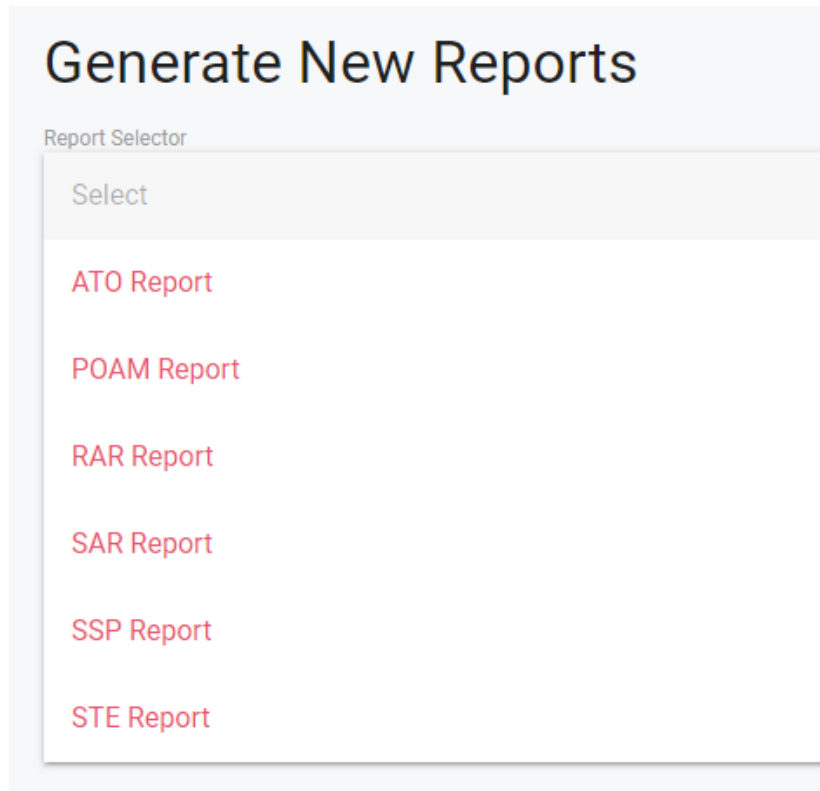 Generate New Reports
Report Selector
Select
ATO Report
POAM Report
RAR Report
SAR Report
SSP Report
STE Report